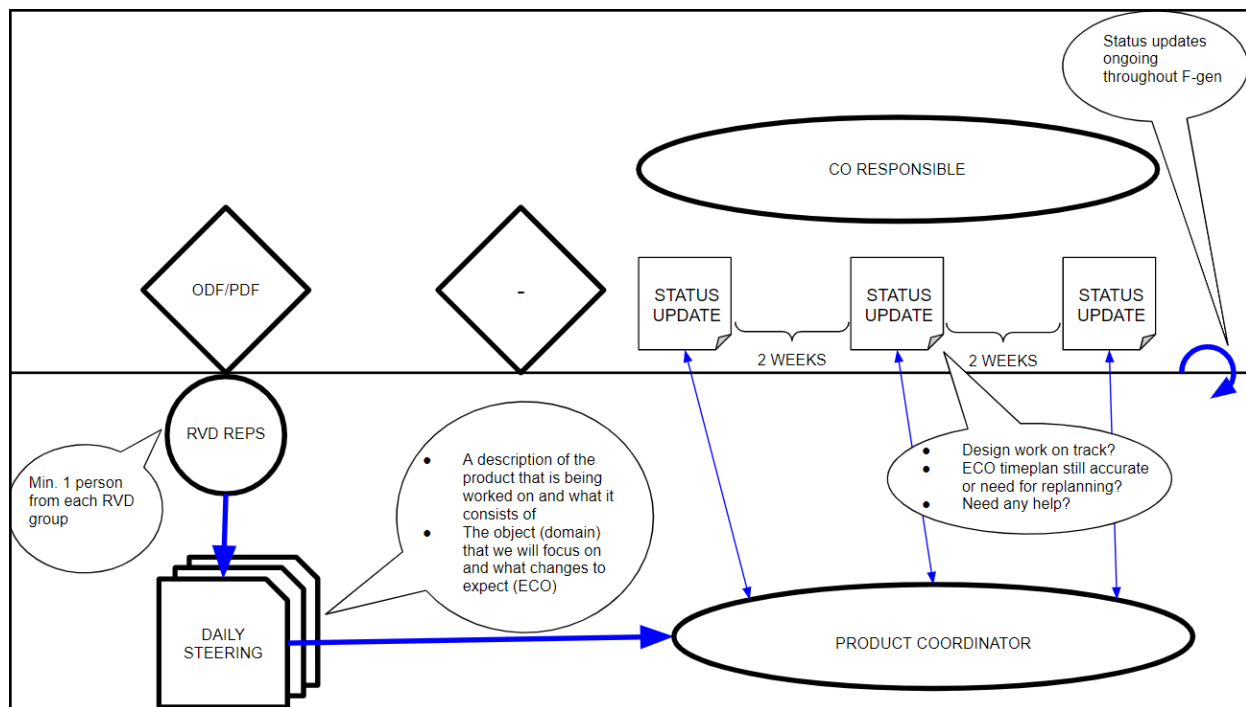 Status updates
ongoing
throughout F-gen
CO RESPONSIBLE
ODF/PDF
-
STATUS
UPDATE
2 WEEKS
STATUS
UPDATE
2 WEEKS
STATUS
UPDATE
RVD REPS
Min. 1 person
from each RVD
group
● A description of the
product that is being
worked on and what it
consists of
● The object (domain)
that we will focus on
and what changes to
expect (ECO)
● Design work on track?
● ECO timeplan still accurate
or need for replanning?
● Need any help?
DAILY
STEERING
PRODUCT COORDINATOR